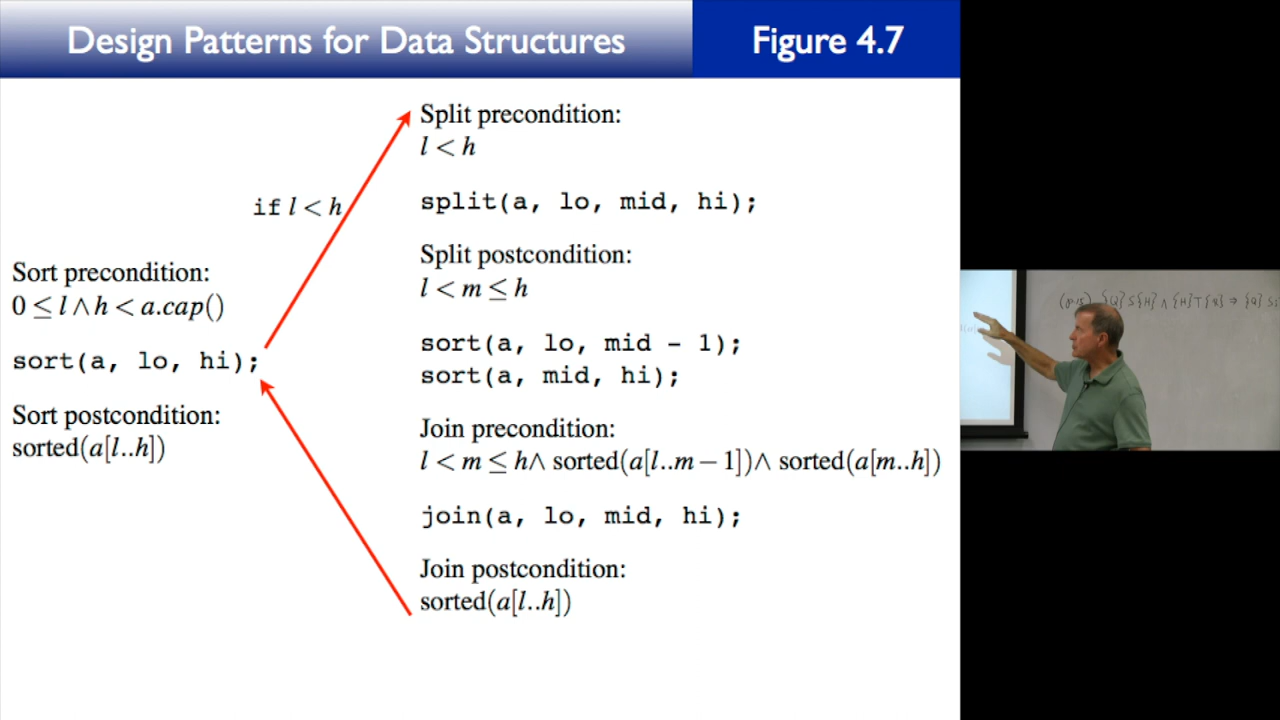 Design Patterns for Data Structures
Figure 4.7
Split precondition:
l < h
if l < h
split(a, lo, mid, hi);
Split postcondition:
l < m ≤ h
Sort precondition:
0 ≤ l ∧ h < a.cap()
sort(a, lo, hi);
Sort postcondition:
sorted(a[l..h])
sort(a, lo, mid - 1);
sort(a, mid, hi);
Join precondition:
l < m ≤ h∧ sorted(a[l..m − 1])∧ sorted(a[m..h])
join(a, lo, mid, hi);
Join postcondition:
sorted(a[l..h])
{Q} S {H} ∧ {H} T {R} ⇒ {Q}